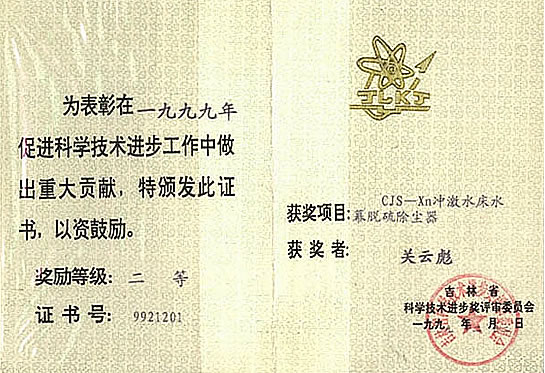 为表彰在一九九九年
促进科学技术进步工作中做
出重大贡献，特颁发此证
书，以资鼓励。
奖励等级：二 等
证 书 号：9921201
JLKJ
获奖项目：CJS—Xn冲激水床水
幕脱硫除尘器
获 奖 者：关云彪
吉 林 省
科学技术进步奖评审委员会
一九九 年 月 日